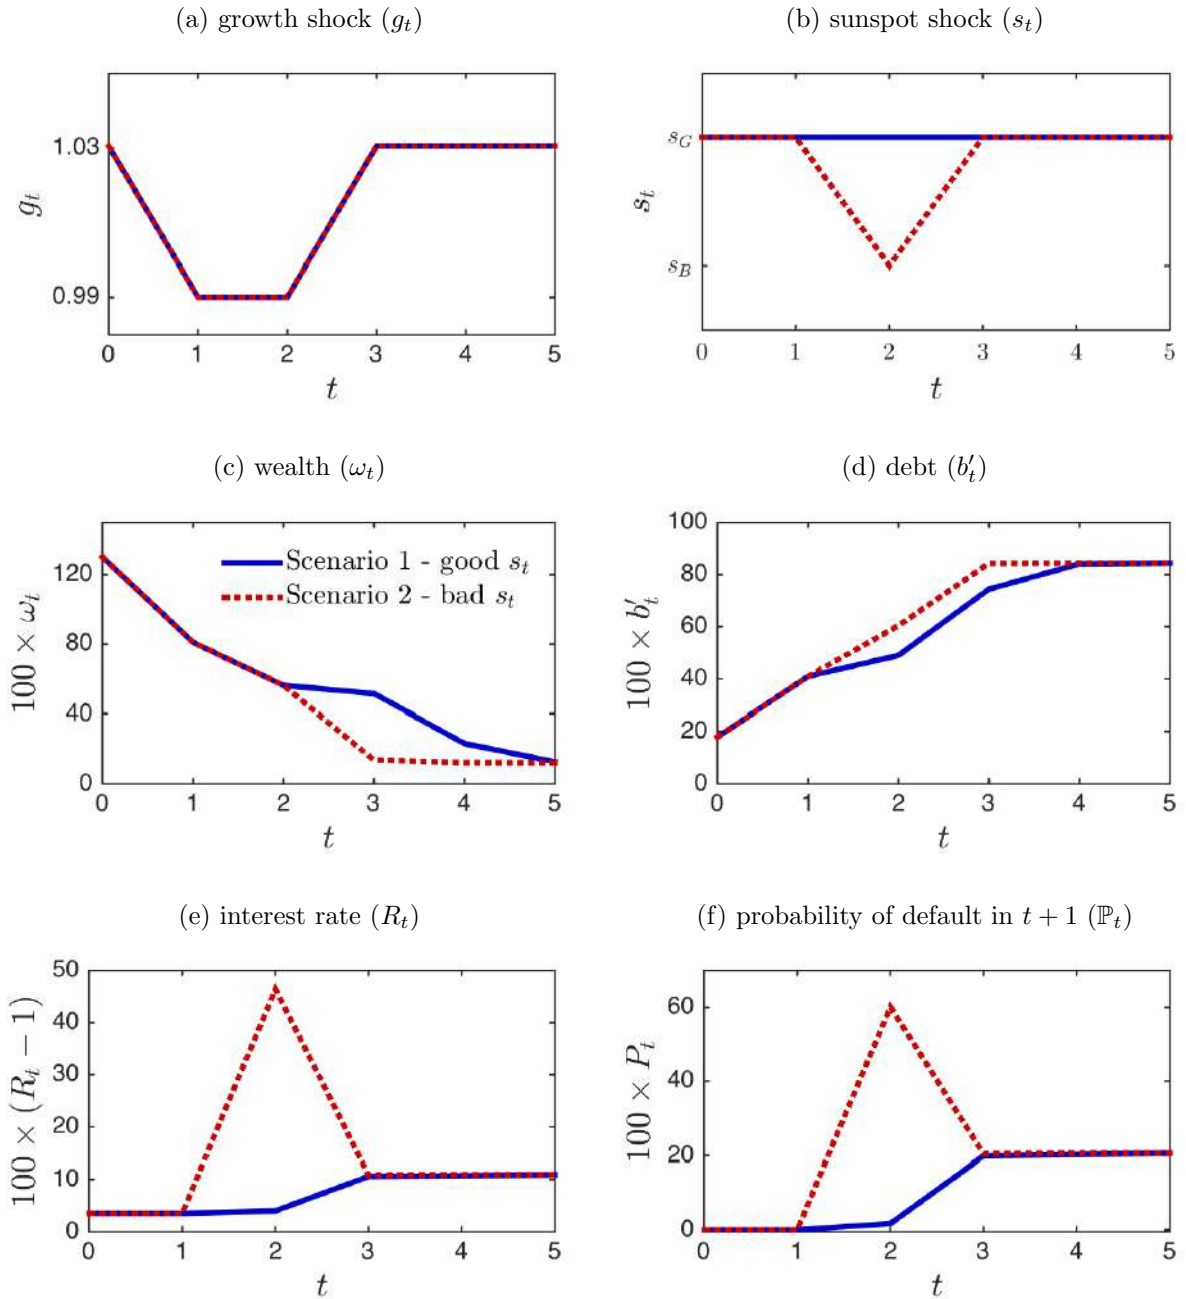 (a) growth shock (g_t)
(b) sunspot shock (s_t)
1.03
0.99
g_t
0 1 2 3 4 5
t
s_G
s_B
s_t
0 1 2 3 4 5
t
(c) wealth (ω_t)
(d) debt (b′_t)
120
80
40
0
100 × ω_t
Scenario 1 - good s_t
Scenario 2 - bad s_t
0 1 2 3 4 5
t
100
80
60
40
20
0
100 × b′_t
0 1 2 3 4 5
t
(e) interest rate (R_t)
(f) probability of default in t + 1 (ℙ_t)
50
40
30
20
10
0
100 × (R_t − 1)
0 1 2 3 4 5
t
60
40
20
0
100 × P_t
0 1 2 3 4 5
t